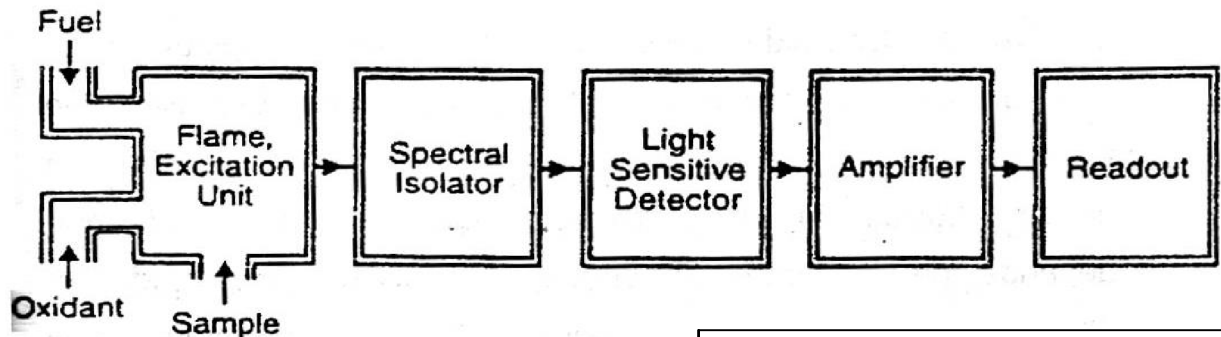 Fuel
Flame,
Excitation
Unit
Spectral
Isolator
Light
Sensitive
Detector
Amplifier
Readout
Oxidant
Sample